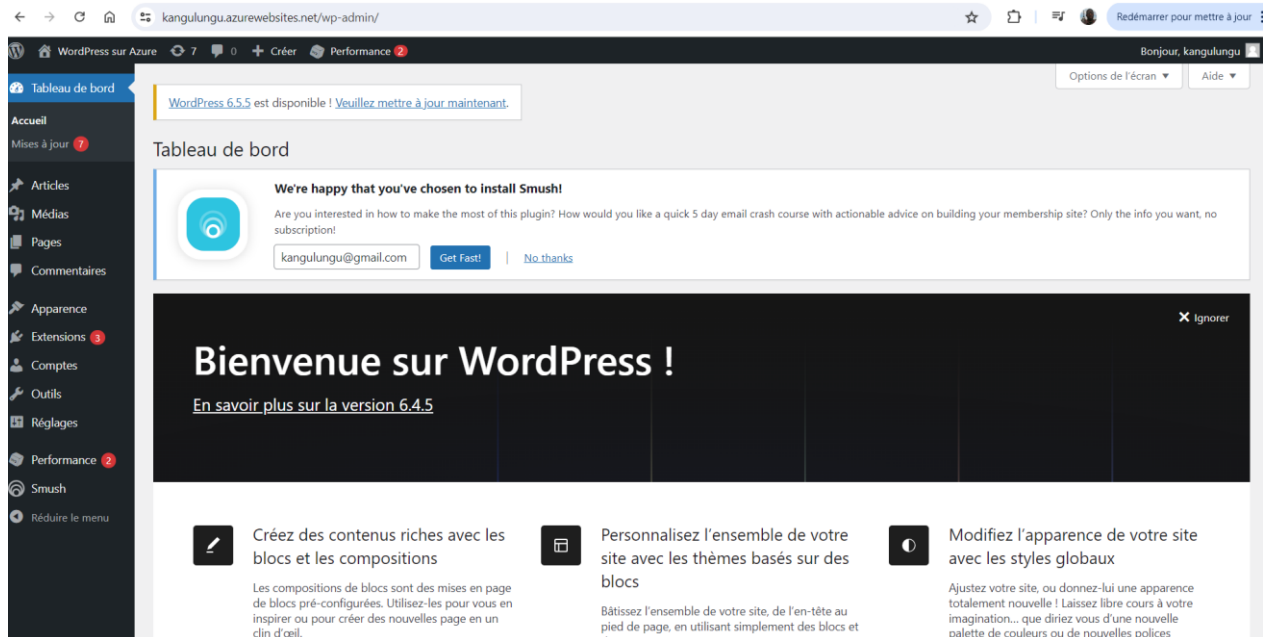 kangulungu.azurewebsites.net/wp-admin/
Redémarrer pour mettre à jour
WordPress sur Azure 7 0 Créer Performance 2
Bonjour, kangulungu
Tableau de bord
Accueil
Mises à jour 7
Articles
Médias
Pages
Commentaires
Apparence
Extensions 3
Comptes
Outils
Réglages
Performance 2
Smush
Réduire le menu
Options de l'écran
Aide
WordPress 6.5.5 est disponible ! Veuillez mettre à jour maintenant.
Tableau de bord
We're happy that you've chosen to install Smush!
Are you interested in how to make the most of this plugin? How would you like a quick 5 day email crash course with actionable advice on building your membership site? Only the info you want, no
subscription!
kangulungu@gmail.com Get Fast! No thanks
Ignorer
Bienvenue sur WordPress !
En savoir plus sur la version 6.4.5
Créez des contenus riches avec les
blocs et les compositions
Les compositions de blocs sont des mises en page
de blocs pré-configurées. Utilisez-les pour vous en
inspirer ou pour créer des nouvelles page en un
clin d'œil.
Personnalisez l'ensemble de votre
site avec les thèmes basés sur des
blocs
Bâtissez l'ensemble de votre site, de l'en-tête au
pied de page, en utilisant simplement des blocs et
Modifiez l'apparence de votre site
avec les styles globaux
Ajustez votre site, ou donnez-lui une apparence
totalement nouvelle ! Laissez libre cours à votre
imagination... que diriez vous d'une nouvelle
palette de couleurs ou de nouvelles polices